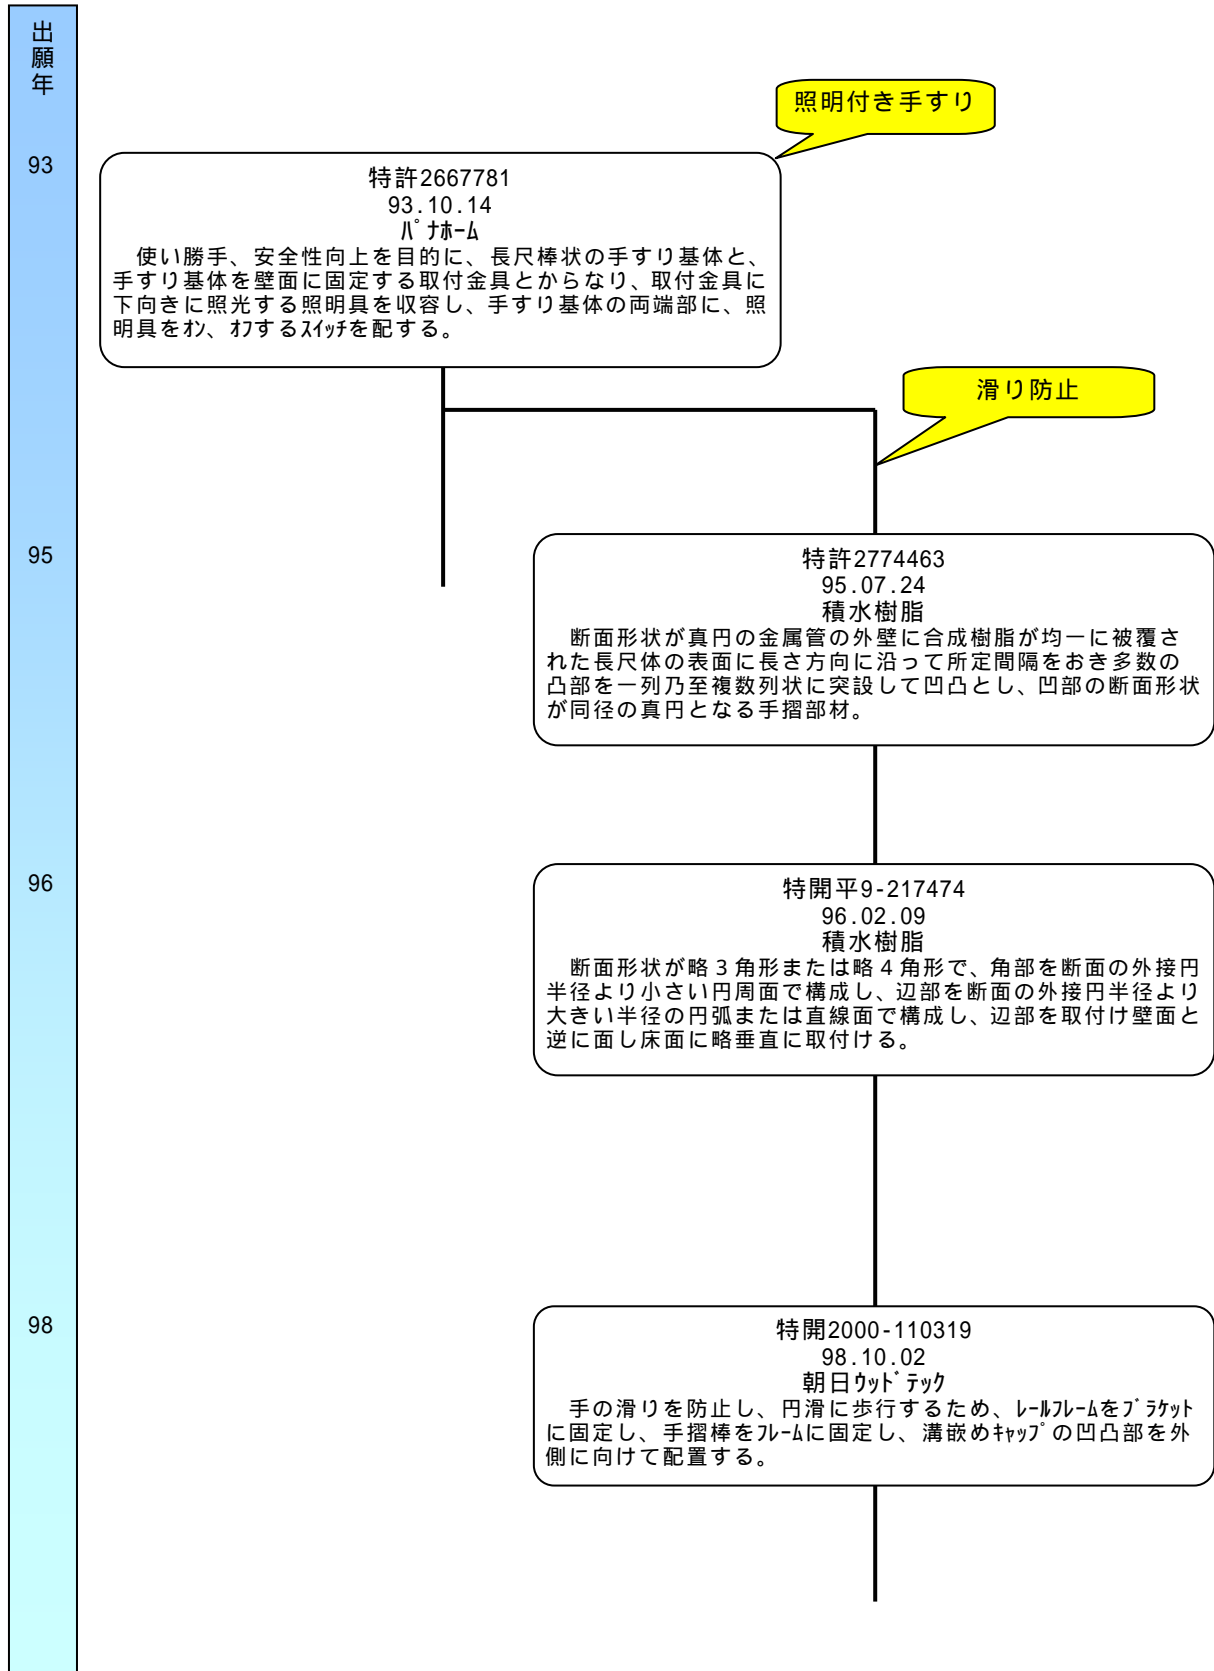 出願年
照明付き手すり
93
特許2667781
93.10.14
ﾊﾟﾅﾎｰﾑ
使い勝手、安全性向上を目的に、長尺棒状の手すり基体と、
手すり基体を壁面に固定する取付金具とからなり、取付金具に
下向きに照光する照明具を収容し、手すり基体の両端部に、照
明具をｵﾝ、ｵﾌするｽｲｯﾁを配する。
滑り防止
95
特許2774463
95.07.24
積水樹脂
断面形状が真円の金属管の外壁に合成樹脂が均一に被覆さ
れた長尺体の表面に長さ方向に沿って所定間隔をおき多数の
凸部を一列乃至複数列状に突設して凹凸とし、凹部の断面形状
が同径の真円となる手摺部材。
96
特開平9-217474
96.02.09
積水樹脂
断面形状が略３角形または略４角形で、角部を断面の外接円
半径より小さい円周面で構成し、辺部を断面の外接円半径より
大きい半径の円弧または直線面で構成し、辺部を取付け壁面と
逆に面し床面に略垂直に取付ける。
98
特開2000-110319
98.10.02
朝日ｳｯﾄﾞﾃｯｸ
手の滑りを防止し、円滑に歩行するため、ﾚｰﾙﾌﾚｰﾑをﾌﾞﾗｹｯﾄ
に固定し、手摺棒をﾌﾚｰﾑに固定し、溝嵌めｷｬｯﾌﾟの凹凸部を外
側に向けて配置する。